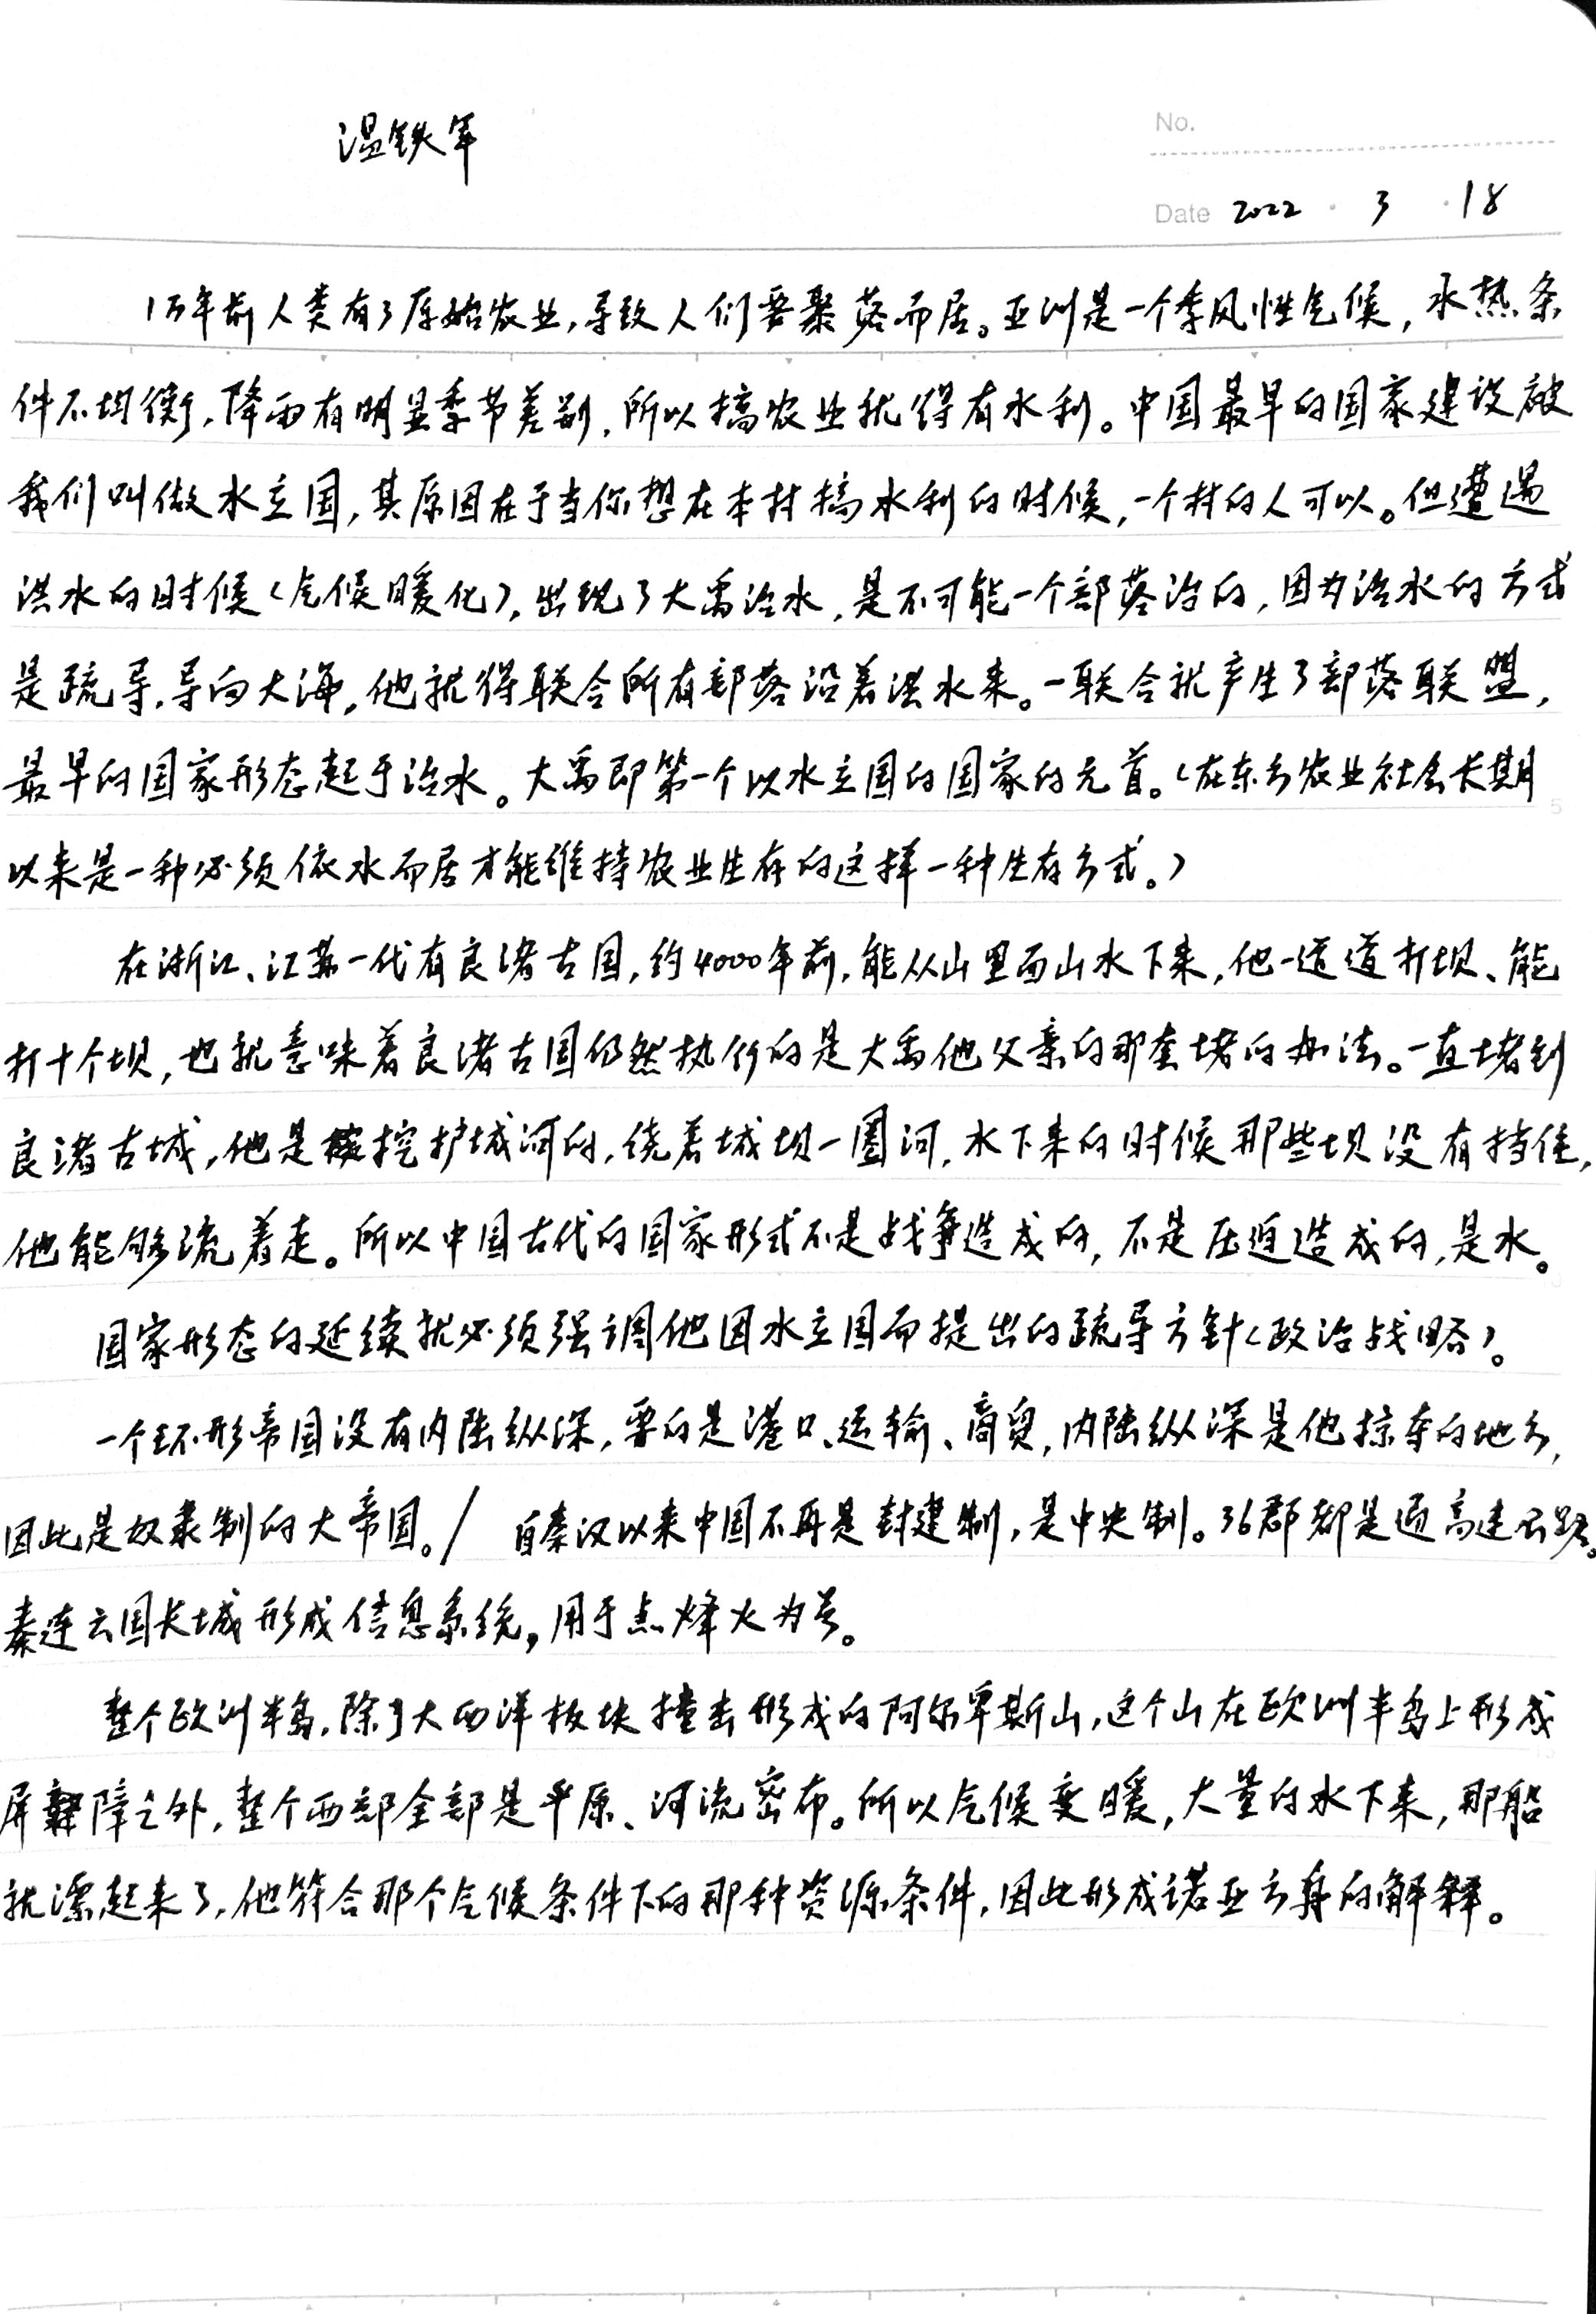 温铁军
No.
Date 2022 · 3 · 18
1万年前人类有了原始农业,导致人们要聚落而居。亚洲是一个季风性气候,水热条
件不均衡,降雨有明显季节差别,所以搞农业就得有水利。中国最早的国家建设被
我们叫做水立国,其原因在于当你想在本村搞水利的时候,一个村的人可以。但遭遇
洪水的时候(气候暖化),出现了大禹治水,是不可能一个部落治的,因为治水的方式
是疏导,导向大海,他就得联合所有部落沿着洪水来。一联合就产生了部落联盟,
最早的国家形态起于治水。大禹即第一个以水立国的国家的元首。(在东方农业社会长期
以来是一种必须依水而居才能维持农业生存的这样一种生存方式。)
在浙江、江苏一代有良渚古国,约4000年前,能从山里面山水下来,他一道道打坝、能
打十个坝,也就意味着良渚古国仍然执行的是大禹他父亲的那套堵的办法。一直堵到
良渚古城,他是挖护城河的,绕着城坝一圈河,水下来的时候那些坝没有挡住,
他能够流着走。所以中国古代的国家形式不是战争造成的,不是压迫造成的,是水。
国家形态的延续就必须强调他因水立国而提出的疏导方针(政治战略)。
一个环形帝国没有内陆纵深,要的是港口、运输、商贸,内陆纵深是他掠夺的地方,
因此是奴隶制的大帝国。/ 自秦汉以来中国不再是封建制,是中央制。36郡都是通高速公路。
秦连六国长城形成信息系统,用于点烽火为号。
整个欧洲半岛,除了大西洋板块撞击形成的阿尔卑斯山,这个山在欧洲半岛上形成
屏障之外,整个西部全部是平原、河流密布。所以气候变暖,大量的水下来,那船
就漂起来了,他符合那个气候条件下的那种资源条件,因此形成诺亚方舟的解释。